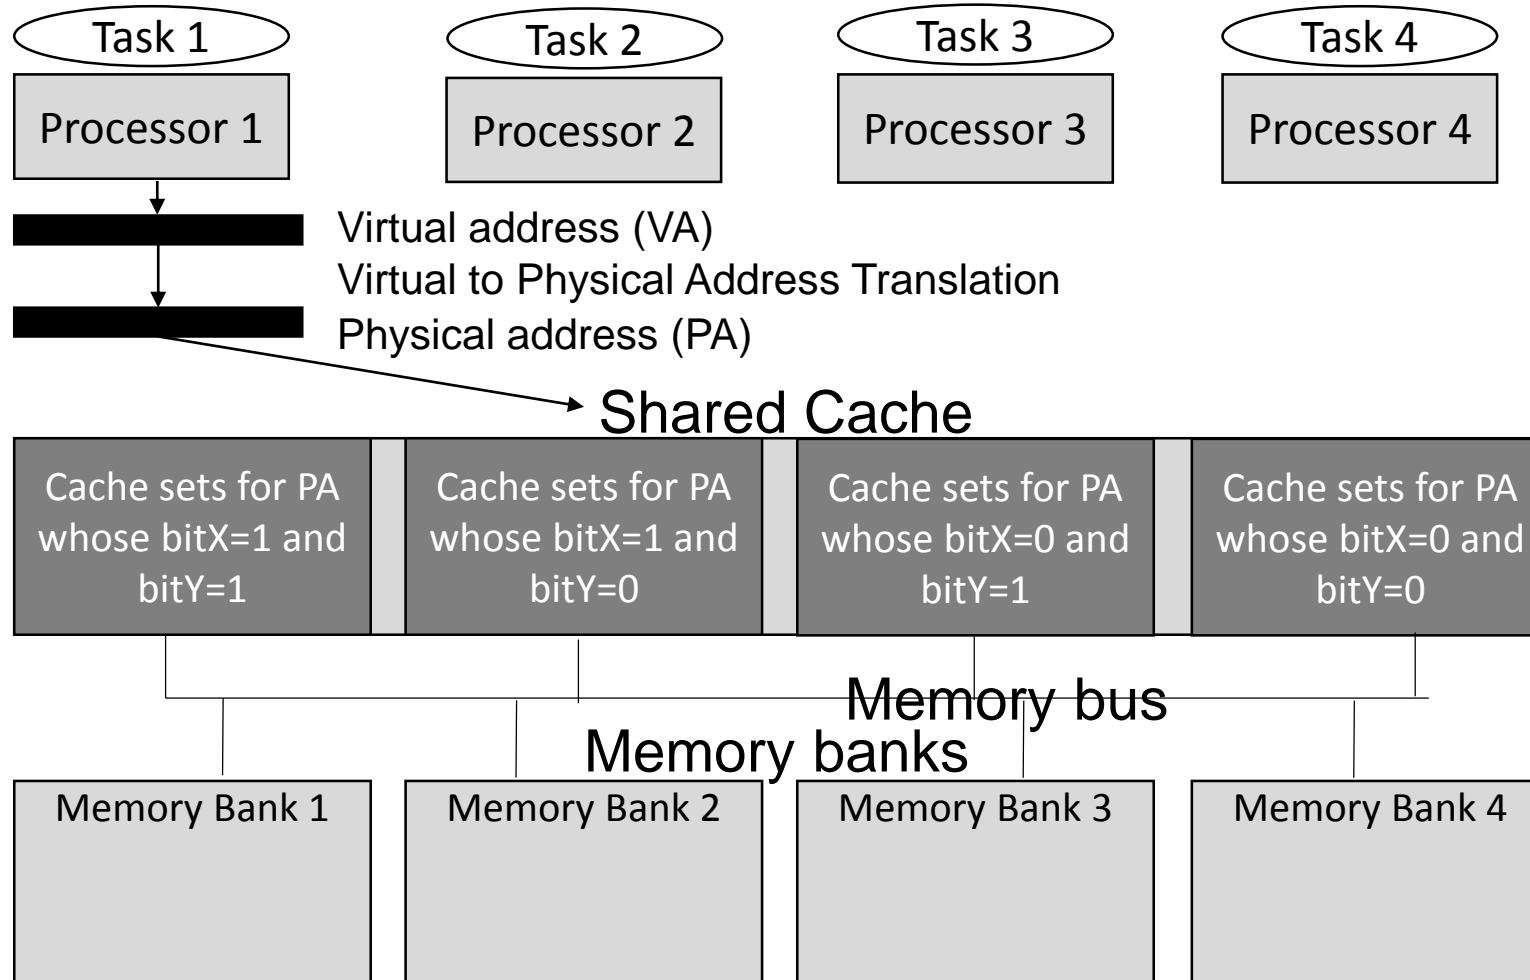 Task 1
Task 2
Task 3
Task 4
Processor 1
Processor 2
Processor 3
Processor 4
Virtual address (VA)
Virtual to Physical Address Translation
Physical address (PA)
Shared Cache
Cache sets for PA
whose bitX=1 and
bitY=1
Cache sets for PA
whose bitX=1 and
bitY=0
Cache sets for PA
whose bitX=0 and
bitY=1
Cache sets for PA
whose bitX=0 and
bitY=0
Memory bus
Memory banks
Memory Bank 1
Memory Bank 2
Memory Bank 3
Memory Bank 4